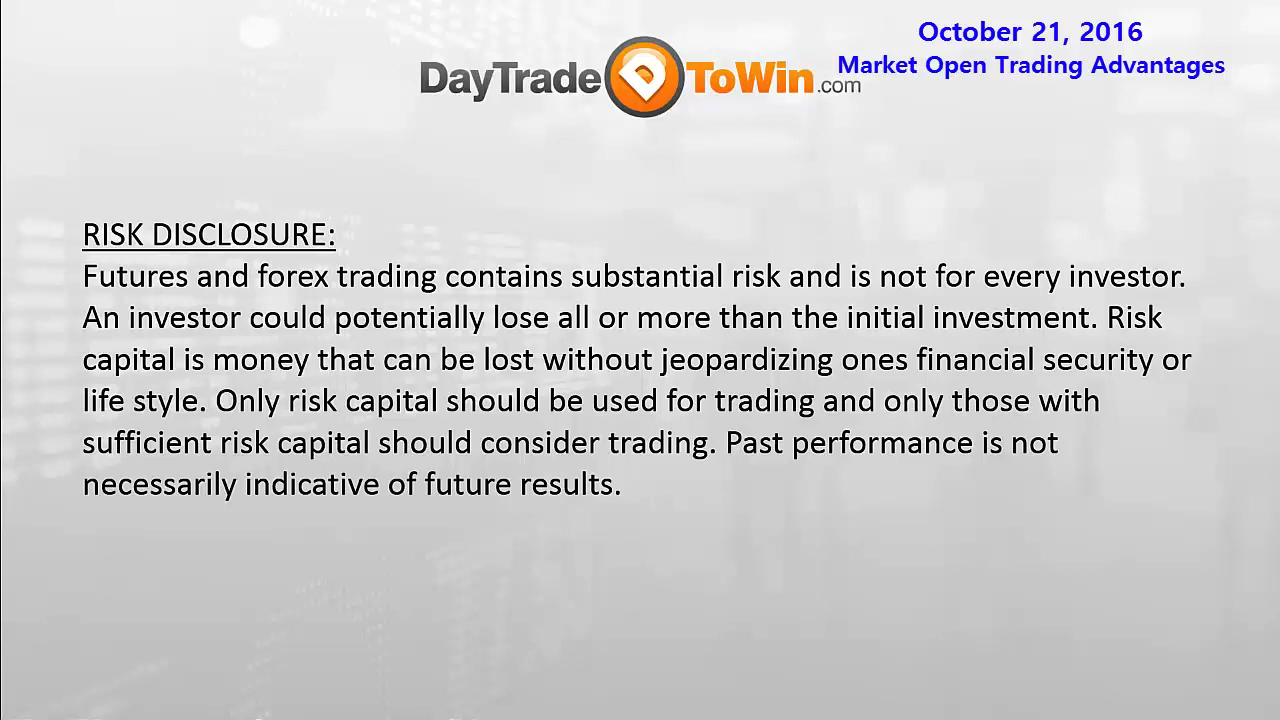 October 21, 2016
Market Open Trading Advantages
DayTradeToWin.com
RISK DISCLOSURE:
Futures and forex trading contains substantial risk and is not for every investor.
An investor could potentially lose all or more than the initial investment. Risk
capital is money that can be lost without jeopardizing ones financial security or
life style. Only risk capital should be used for trading and only those with
sufficient risk capital should consider trading. Past performance is not
necessarily indicative of future results.